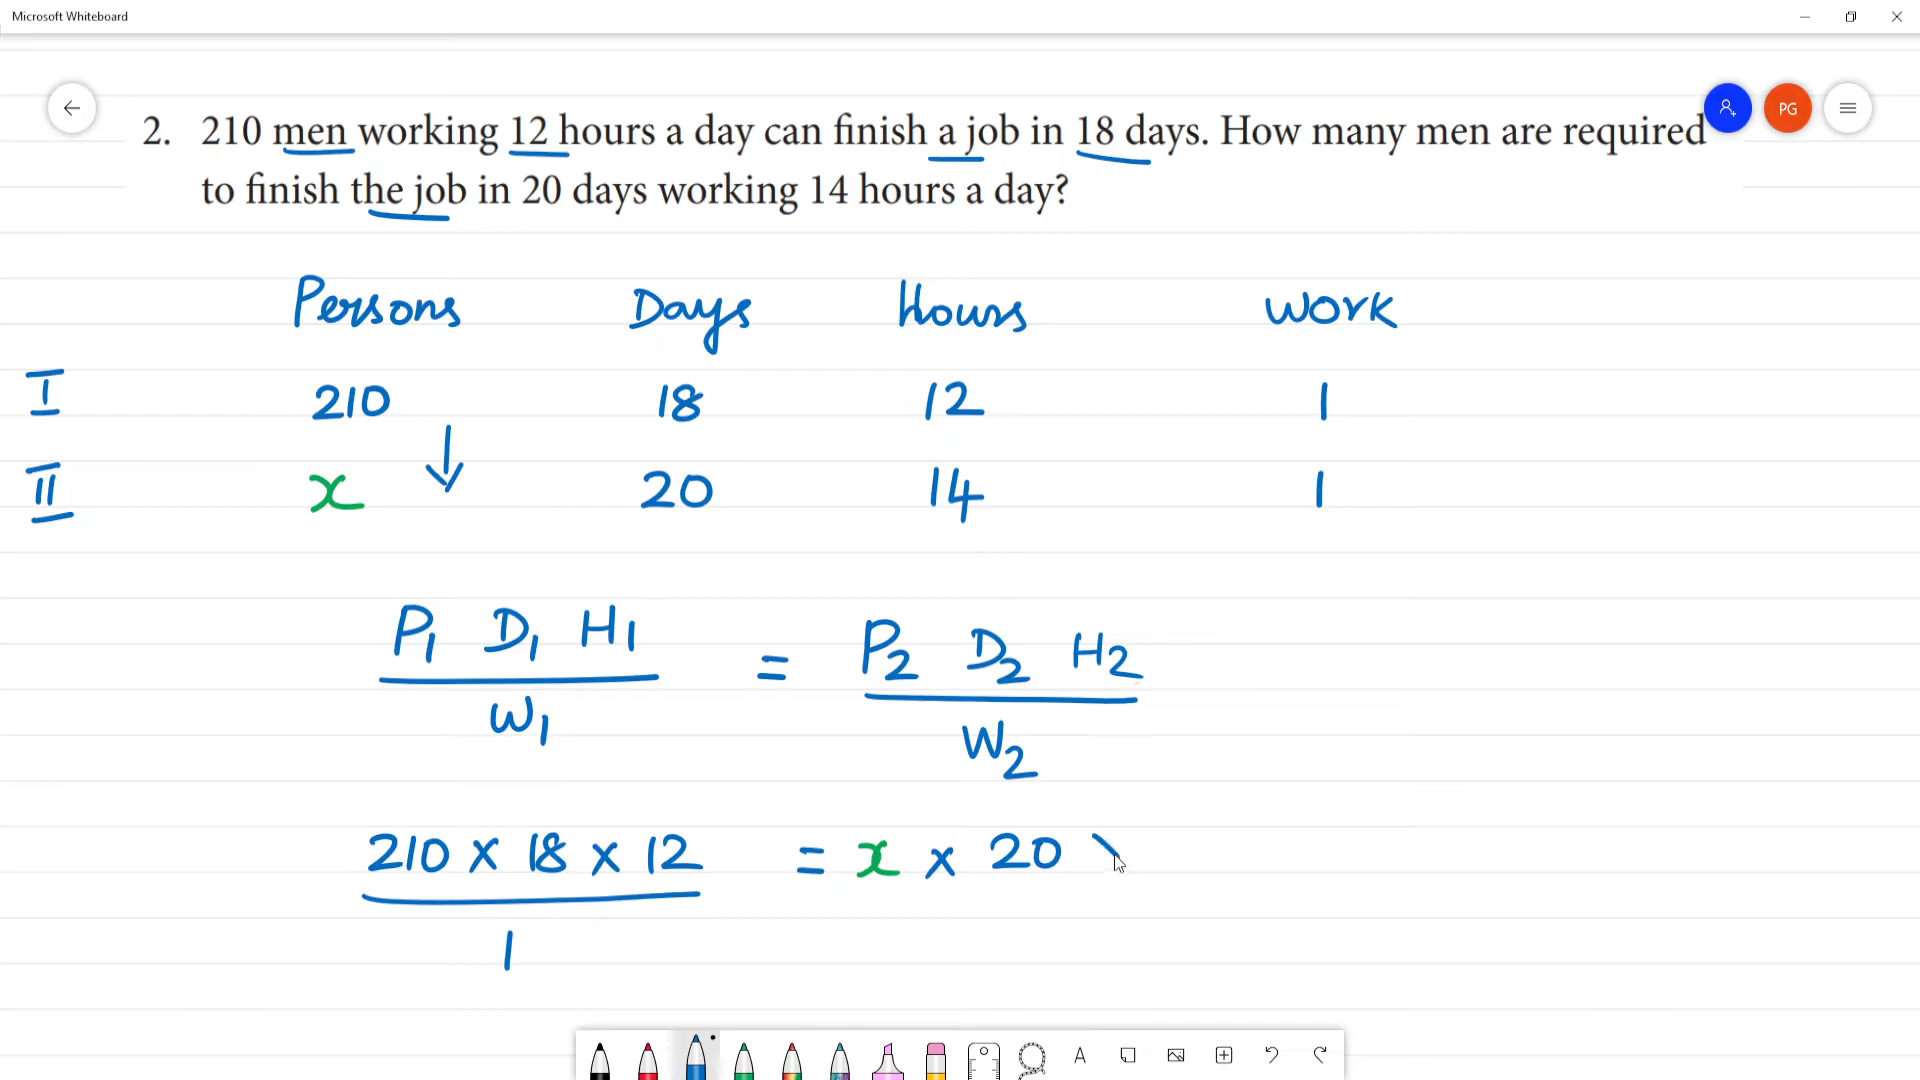 Microsoft Whiteboard
PG
2. 210 men working 12 hours a day can finish a job in 18 days. How many men are required
to finish the job in 20 days working 14 hours a day?
Persons Days Hours Work
I 210 18 12 1
II x 20 14 1
P1 D1 H1 = P2 D2 H2
W1 W2
210 x 18 x 12 = x x 20
1
A